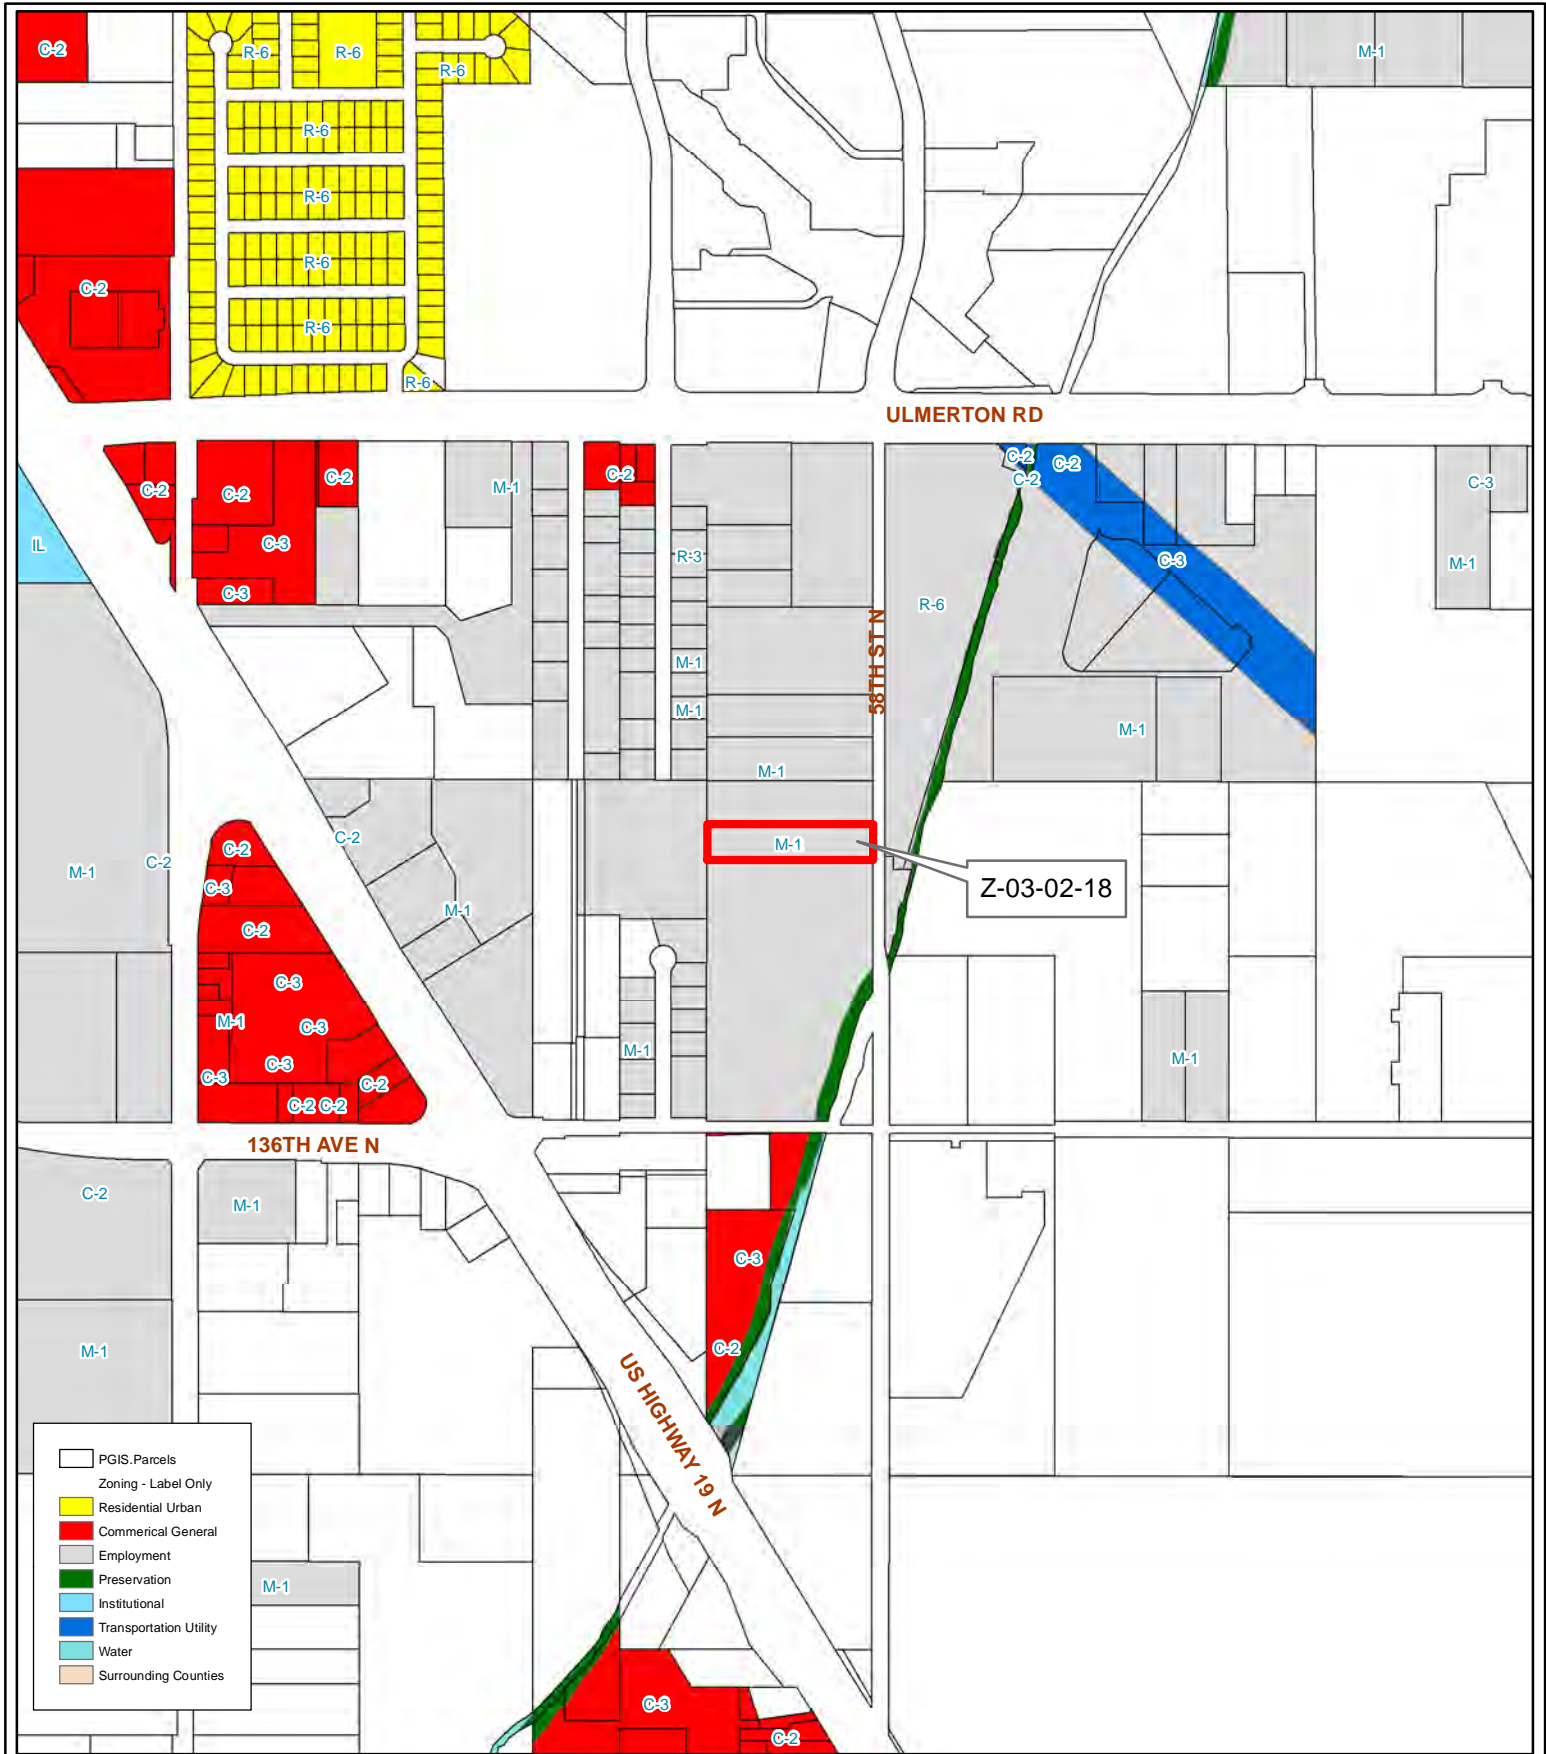 C-2
R-6
R-6
R-6
M-1
R-6
R-6
R-6
C-2
R-6
R-6
ULMERTON RD
C-2
C-2
C-2
M-1
C-2
C-2
C-2
C-2
C-3
IL
C-3
R-3
C-3
M-1
C-3
R-6
58TH ST N
M-1
M-1
M-1
M-1
C-2
C-2
C-2
M-1
M-1
C-3
Z-03-02-18
M-1
C-2
C-3
M-1
C-3
C-3
M-1
M-1
C-3
C-2
C-2
C-2
136TH AVE N
C-2
M-1
C-3
M-1
C-2
US HIGHWAY 19 N
PGIS.Parcels
Zoning - Label Only
Residential Urban
Commerical General
Employment
Preservation
Institutional
Transportation Utility
Water
Surrounding Counties
M-1
C-3
C-2